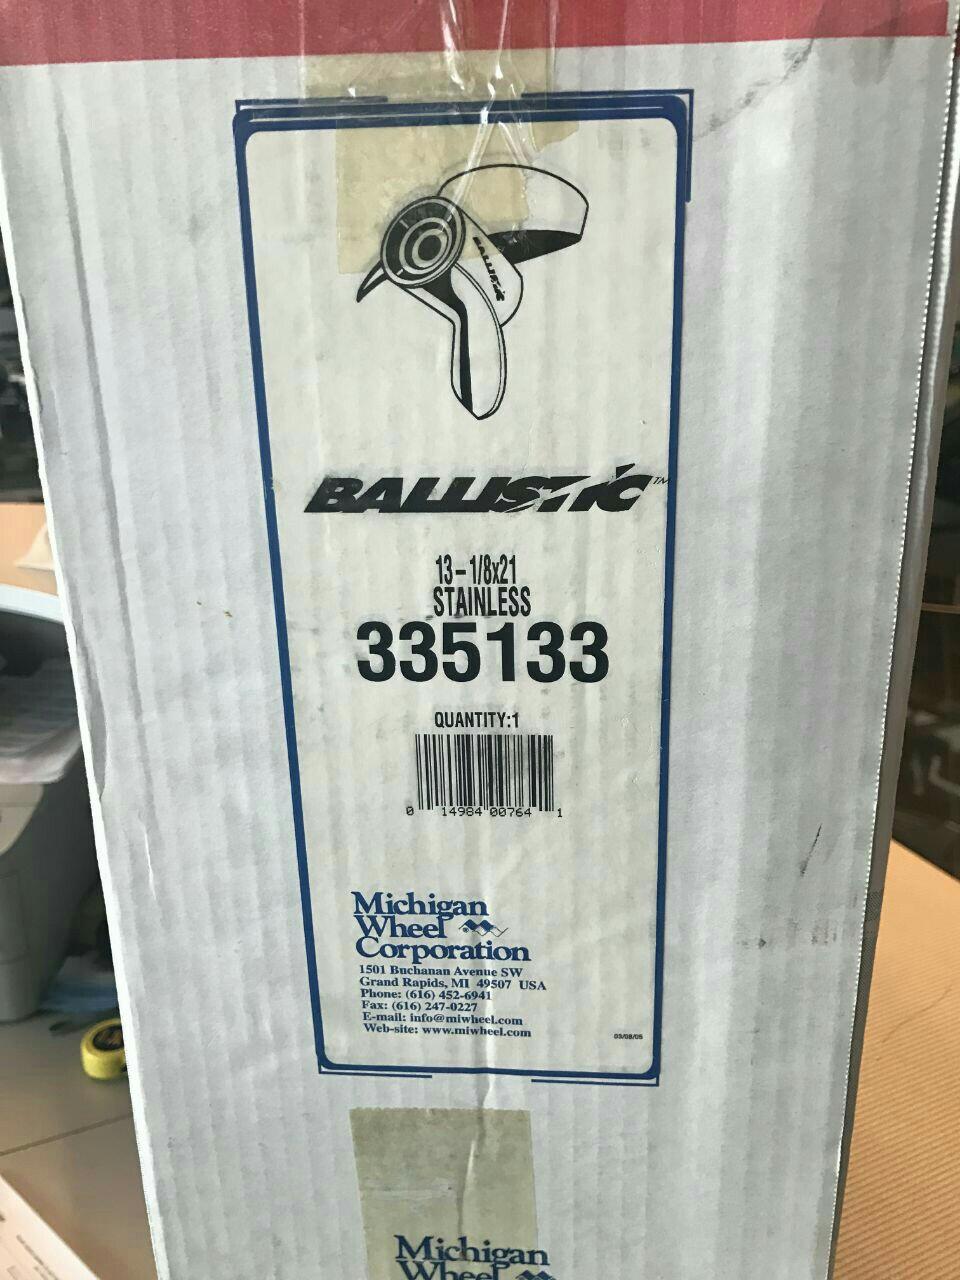 BALLISTIC
BALLISTIC™
13-1/8x21
STAINLESS
335133
QUANTITY:1
0 14984 00764 1
Michigan
Wheel®
Corporation
1501 Buchanan Avenue SW
Grand Rapids, MI 49507 USA
Phone: (616) 452-6941
Fax: (616) 247-0227
E-mail: info@miwheel.com
Web-site: www.miwheel.com
03/08/05
Michigan
Wheel